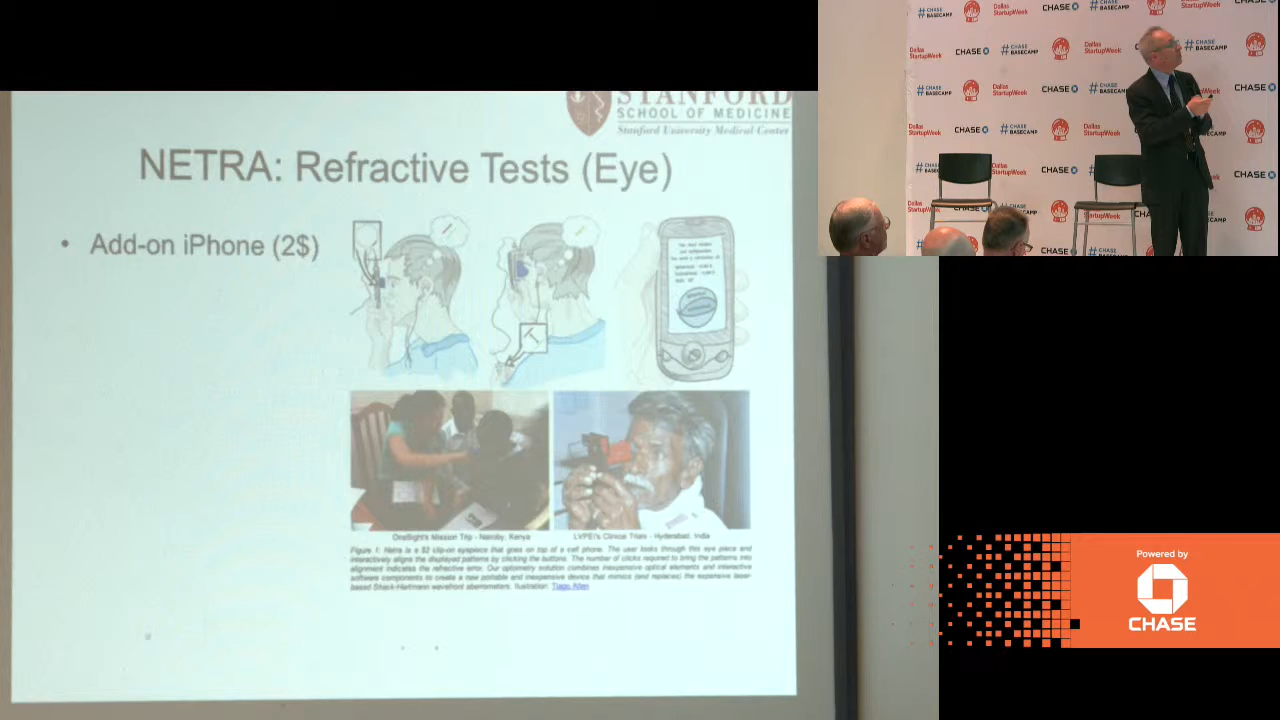 STANFORD
SCHOOL OF MEDICINE
Stanford University Medical Center
NETRA: Refractive Tests (Eye)
• Add-on iPhone (2$)
OneSight's Mission Trip - Nairoby, Kenya
LVPEI's Clinical Trials - Hyderabad, India
Figure 1: Netra is a $2 clip-on eyepiece that goes on top of a cell phone. The user looks through this eye piece and
interactively aligns the displayed patterns by clicking the buttons. The number of clicks required to bring the patterns into
alignment indicates the refractive error. Our optometry solution combines inexpensive optical elements and interactive
software components to create a new portable and inexpensive device that mimics (and replaces) the expensive laser-
based Shack-Hartmann wavefront aberrometers. Illustration: Tiago Allen
# CHASE BASECAMP
Dallas StartupWeek
CHASE
Powered by
CHASE